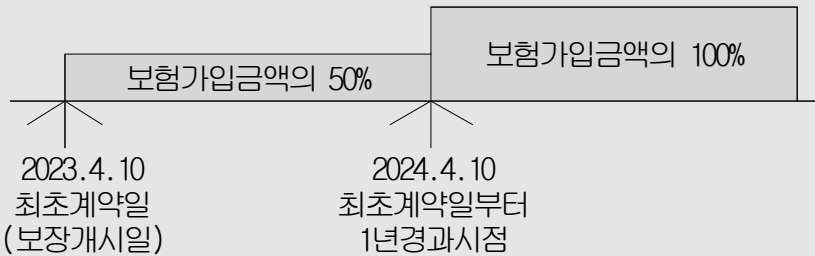 보험가입금액의 50%
보험가입금액의 100%
2023.4.10
최초계약일
(보장개시일)
2024.4.10
최초계약일부터
1년경과시점